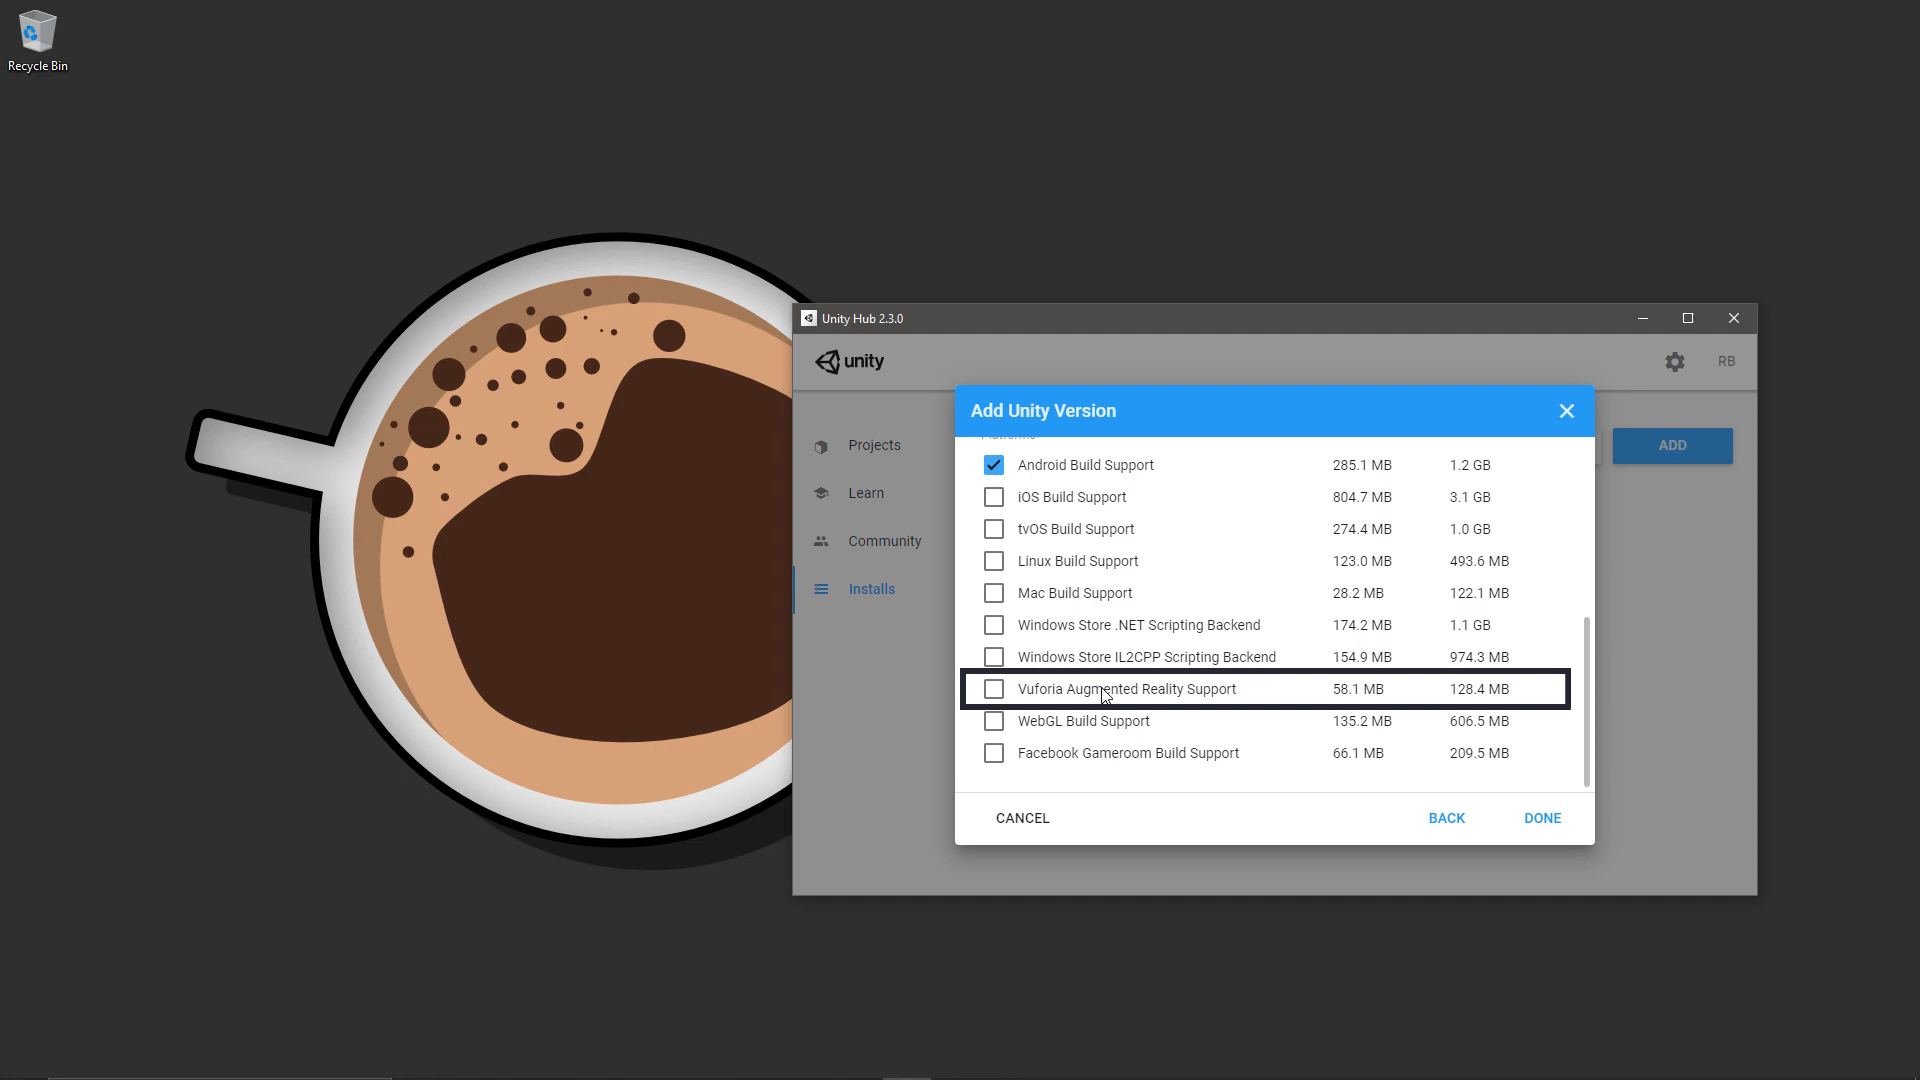 Recycle Bin
Unity Hub 2.3.0
unity
RB
Add Unity Version
ADD
Projects
Learn
Community
Installs
Platforms
Android Build Support 285.1 MB 1.2 GB
iOS Build Support 804.7 MB 3.1 GB
tvOS Build Support 274.4 MB 1.0 GB
Linux Build Support 123.0 MB 493.6 MB
Mac Build Support 28.2 MB 122.1 MB
Windows Store .NET Scripting Backend 174.2 MB 1.1 GB
Windows Store IL2CPP Scripting Backend 154.9 MB 974.3 MB
Vuforia Augmented Reality Support 58.1 MB 128.4 MB
WebGL Build Support 135.2 MB 606.5 MB
Facebook Gameroom Build Support 66.1 MB 209.5 MB
CANCEL BACK DONE